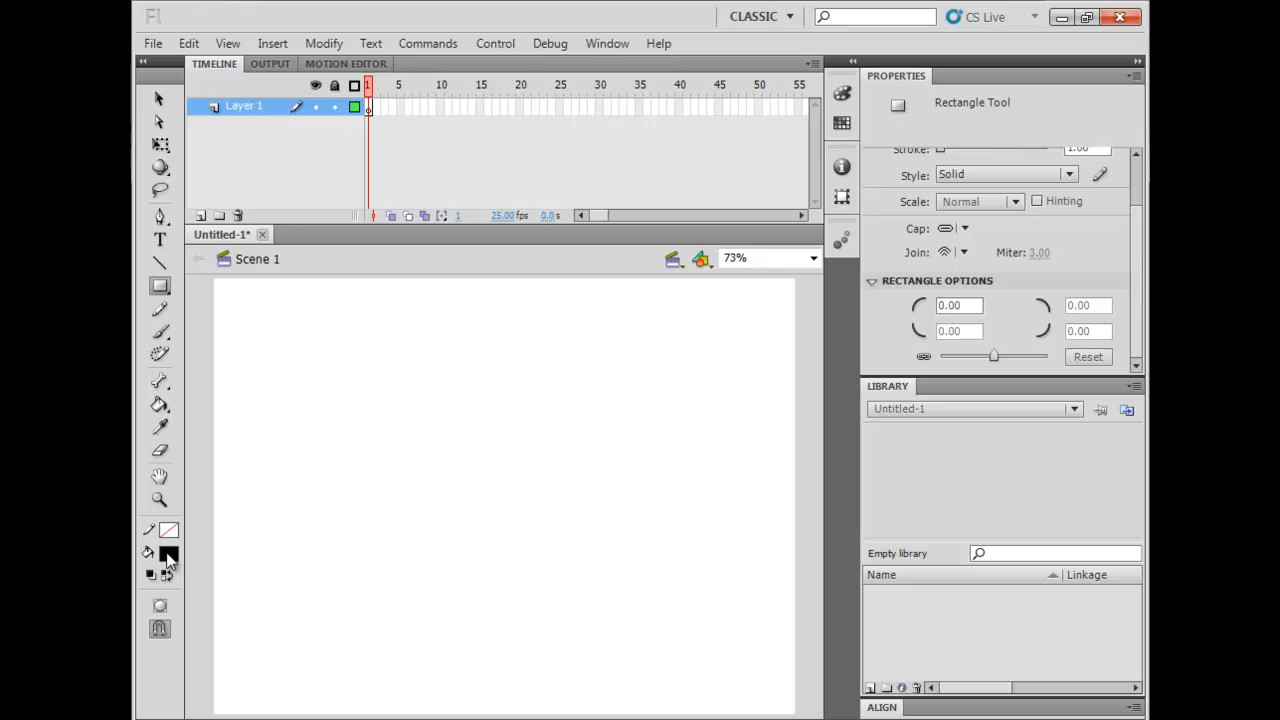 Fl
CLASSIC
CS Live
File Edit View Insert Modify Text Commands Control Debug Window Help
TIMELINE OUTPUT MOTION EDITOR
PROPERTIES
1 5 10 15 20 25 30 35 40 45 50 55
Rectangle Tool
Layer 1
Stroke: 1.00
Style: Solid
Scale: Normal Hinting
1 25.00 fps 0.0 s
Cap:
Untitled-1*
Join: Miter: 3.00
Scene 1
73%
RECTANGLE OPTIONS
0.00 0.00
0.00 0.00
Reset
LIBRARY
Untitled-1
Empty library
Name Linkage
ALIGN